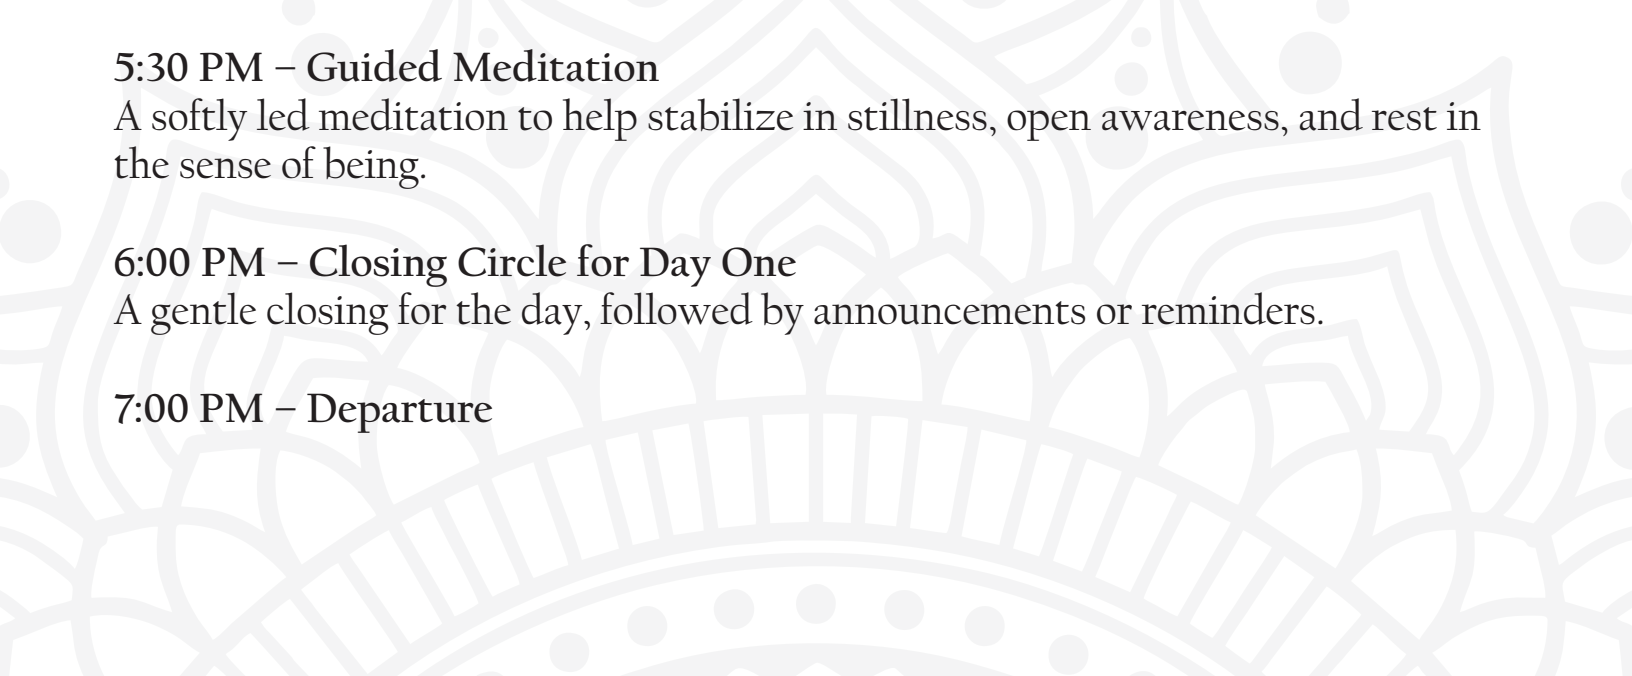 5:30 PM – Guided Meditation
A softly led meditation to help stabilize in stillness, open awareness, and rest in
the sense of being.
6:00 PM – Closing Circle for Day One
A gentle closing for the day, followed by announcements or reminders.
7:00 PM – Departure